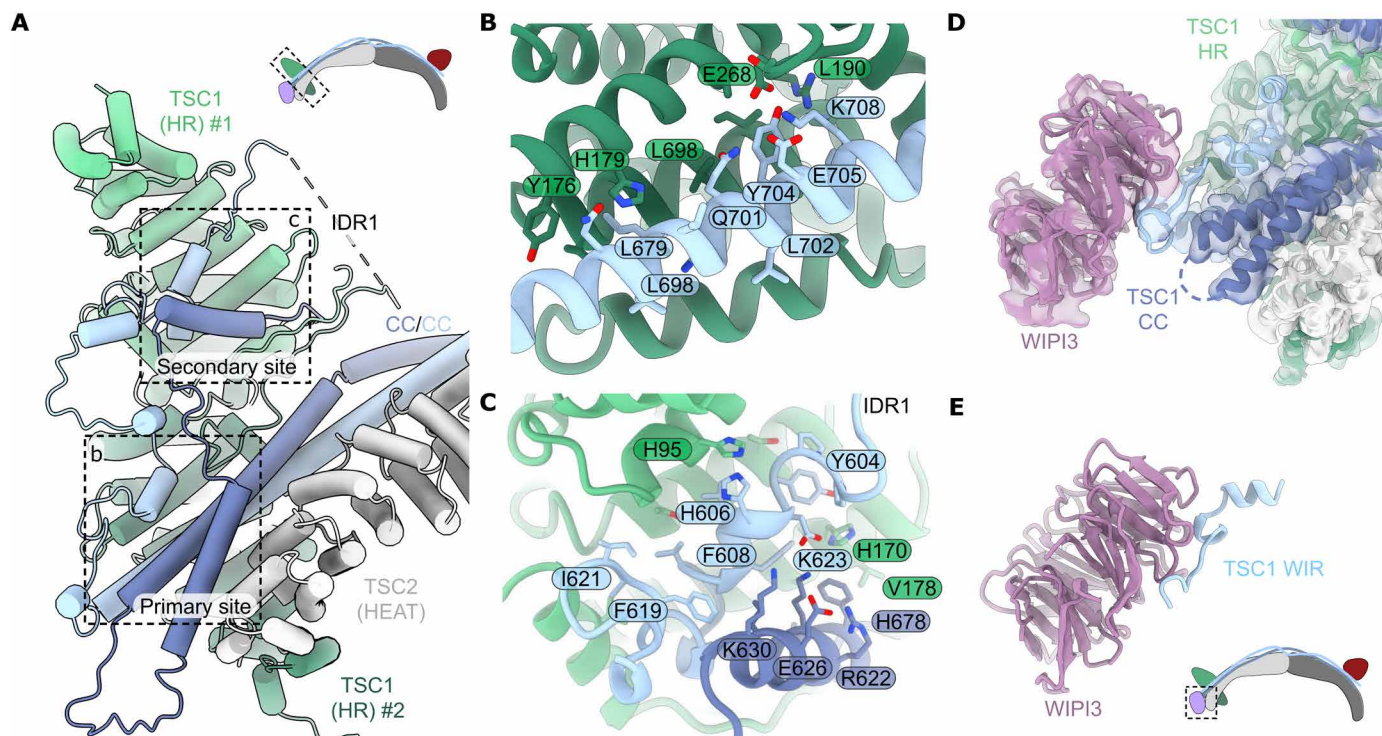 A
TSC1
(HR) #1
c
IDR1
CC/CC
Secondary site
b
Primary site
TSC2
(HEAT)
TSC1
(HR) #2
B
E268
L190
K708
H179
L698
Y176
E705
Y704
Q701
L679
L702
L698
C
IDR1
H95
Y604
H606
F608
K623
H170
I621
V178
F619
H678
K630
E626
R622
D
TSC1
HR
WIPI3
TSC1
CC
E
TSC1 WIR
WIPI3